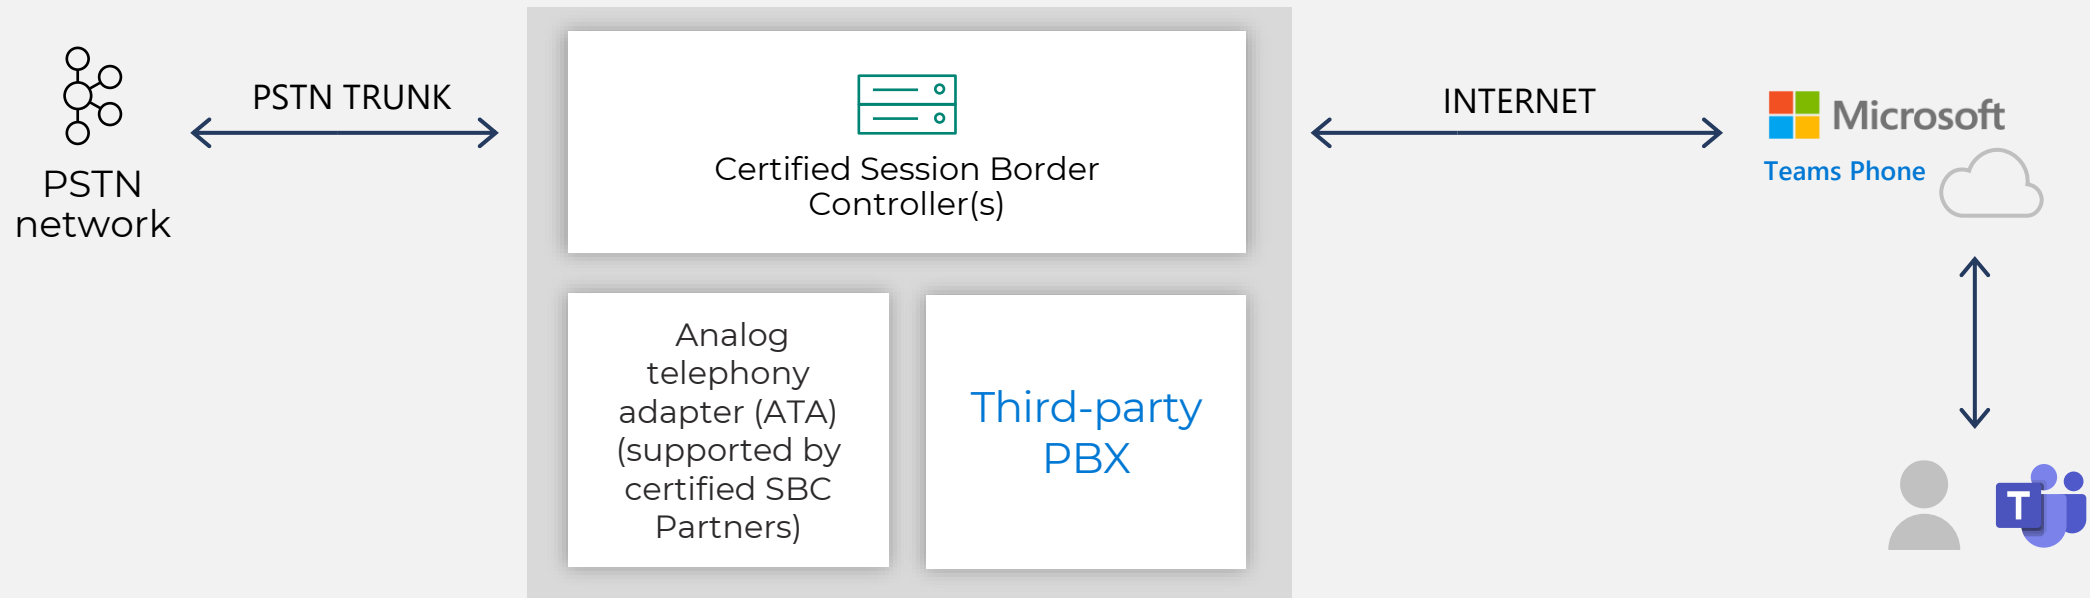 PSTN
network
PSTN TRUNK
Certified Session Border
Controller(s)
Analog
telephony
adapter (ATA)
(supported by
certified SBC
Partners)
Third-party
PBX
INTERNET
Microsoft
Teams Phone
T